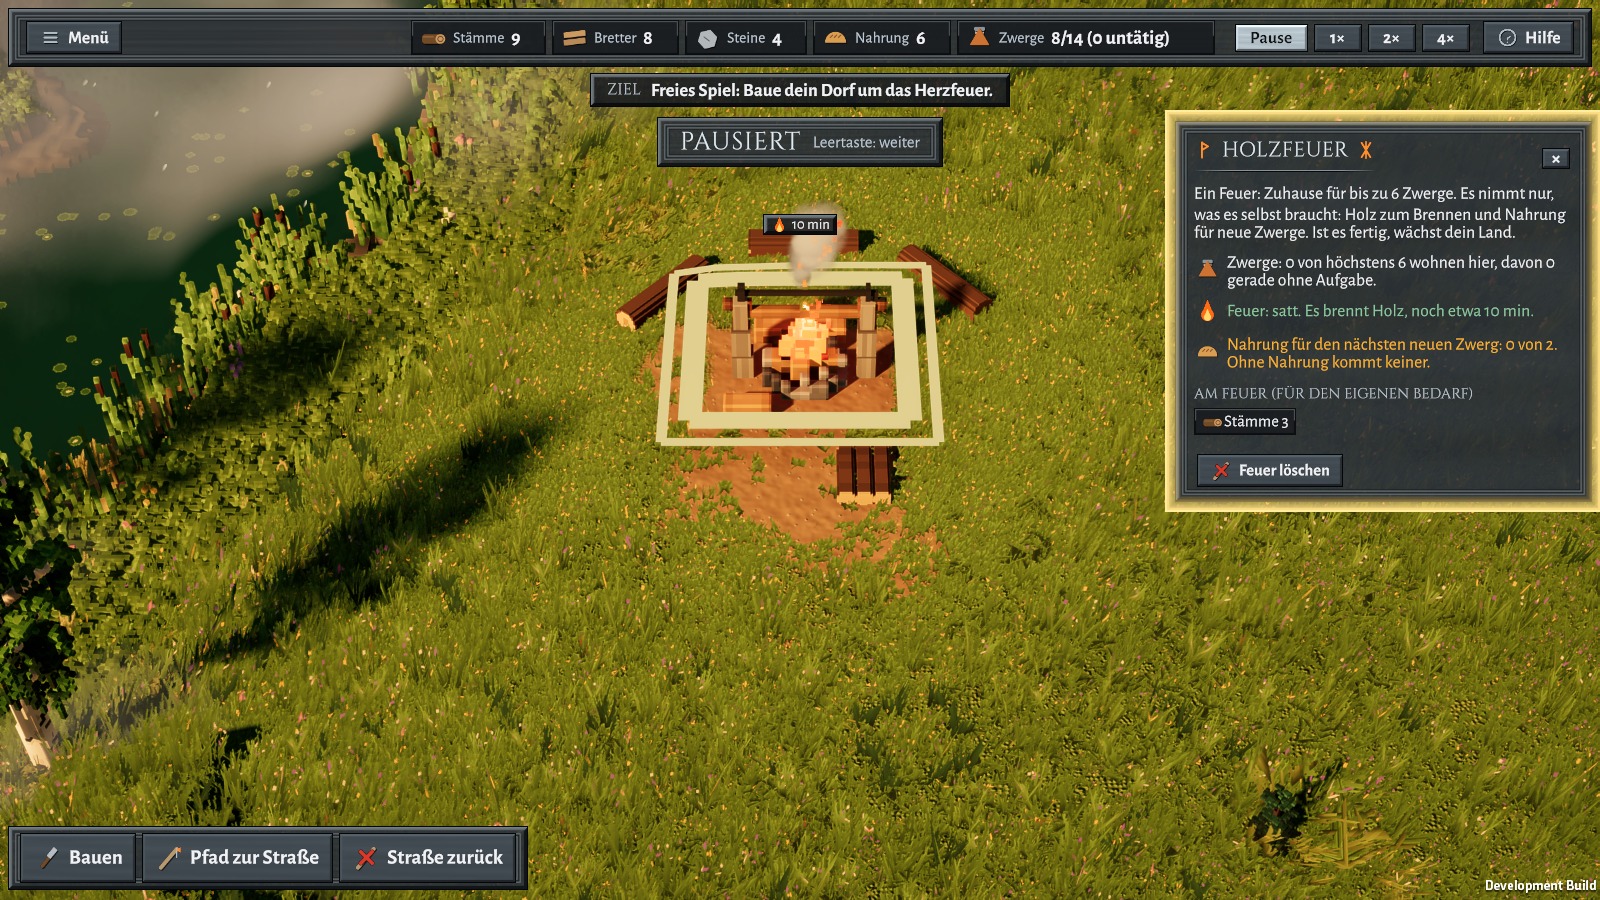 Menü
Stämme 9
Bretter 8
Steine 4
Nahrung 6
Zwerge 8/14 (0 untätig)
Pause
1×
2×
4×
Hilfe
ZIEL Freies Spiel: Baue dein Dorf um das Herzfeuer.
PAUSIERT Leertaste: weiter
10 min
HOLZFEUER
×
Ein Feuer: Zuhause für bis zu 6 Zwerge. Es nimmt nur,
was es selbst braucht: Holz zum Brennen und Nahrung
für neue Zwerge. Ist es fertig, wächst dein Land.
Zwerge: 0 von höchstens 6 wohnen hier, davon 0
gerade ohne Aufgabe.
Feuer: satt. Es brennt Holz, noch etwa 10 min.
Nahrung für den nächsten neuen Zwerg: 0 von 2.
Ohne Nahrung kommt keiner.
AM FEUER (FÜR DEN EIGENEN BEDARF)
Stämme 3
Feuer löschen
Bauen
Pfad zur Straße
Straße zurück
Development Build